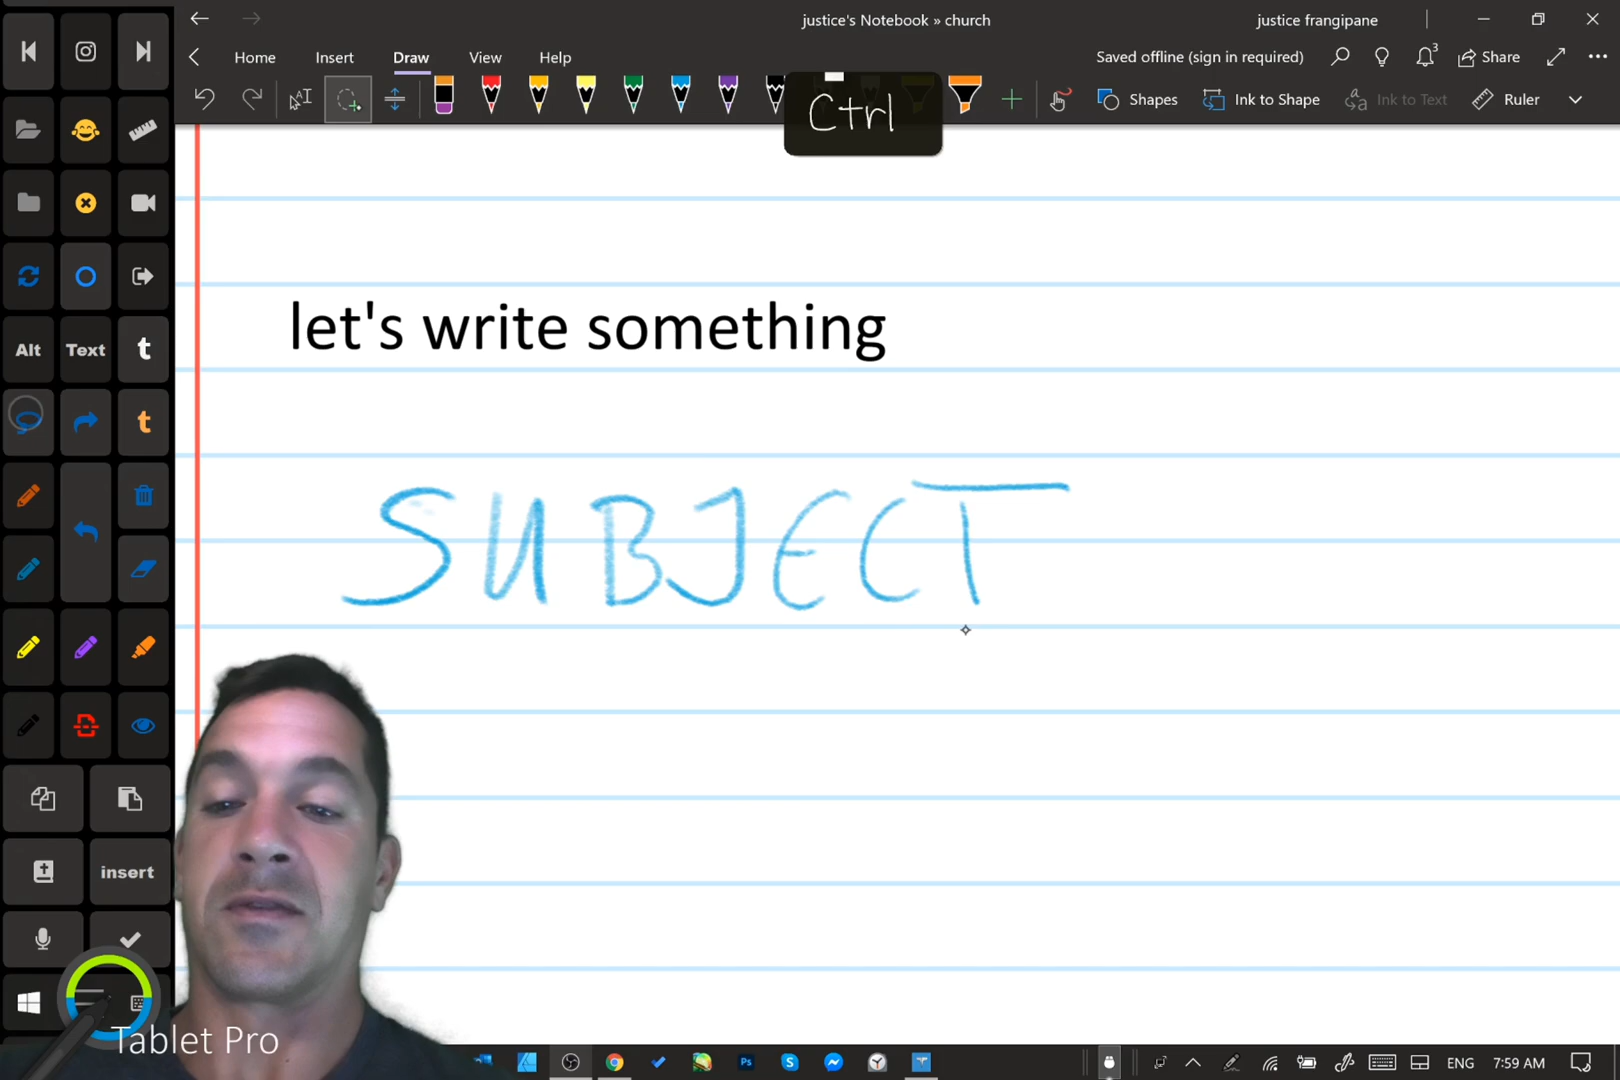 justice's Notebook » church
justice frangipane
Home Insert Draw View Help
Saved offline (sign in required)
3
Share
Shapes
Ink to Shape
Ink to Text
Ruler
Ctrl
Alt
Text
t
t
insert
let's write something
SUBJECT
Tablet Pro
Ps
ENG
7:59 AM